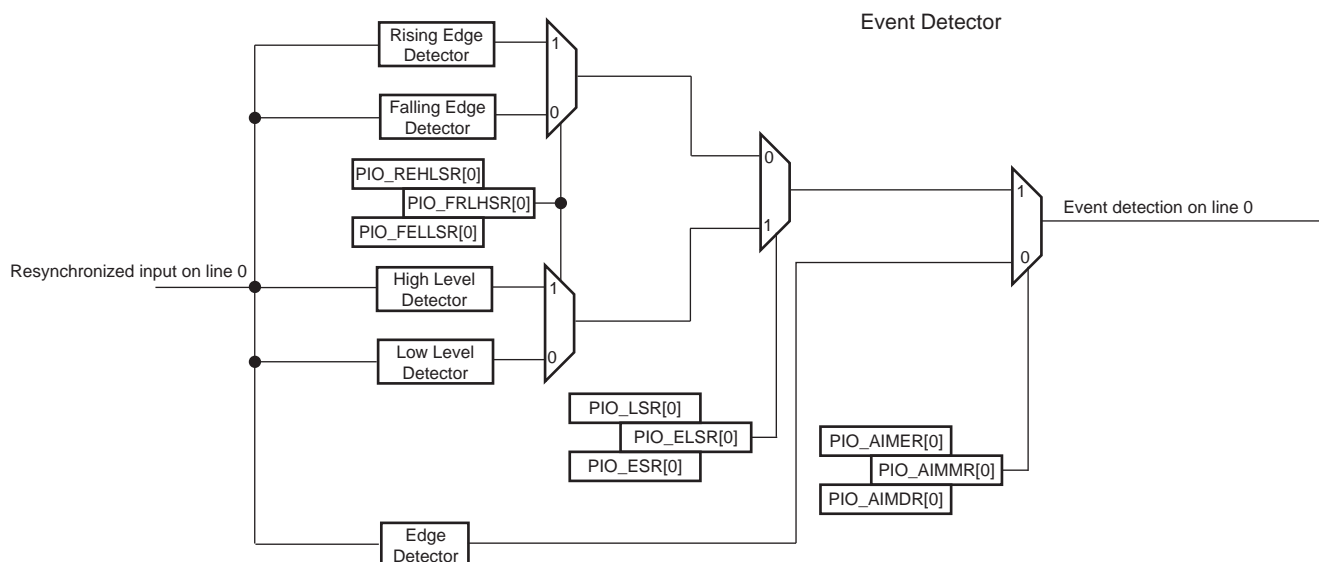 Event Detector
Rising Edge
Detector
1
Falling Edge
Detector
0
0
PIO_REHLSR[0]
PIO_FRLHSR[0]
PIO_FELLSR[0]
1
1
Event detection on line 0
Resynchronized input on line 0
High Level
Detector
1
0
Low Level
Detector
0
PIO_LSR[0]
PIO_ELSR[0]
PIO_ESR[0]
PIO_AIMER[0]
PIO_AIMMR[0]
PIO_AIMDR[0]
Edge
Detector